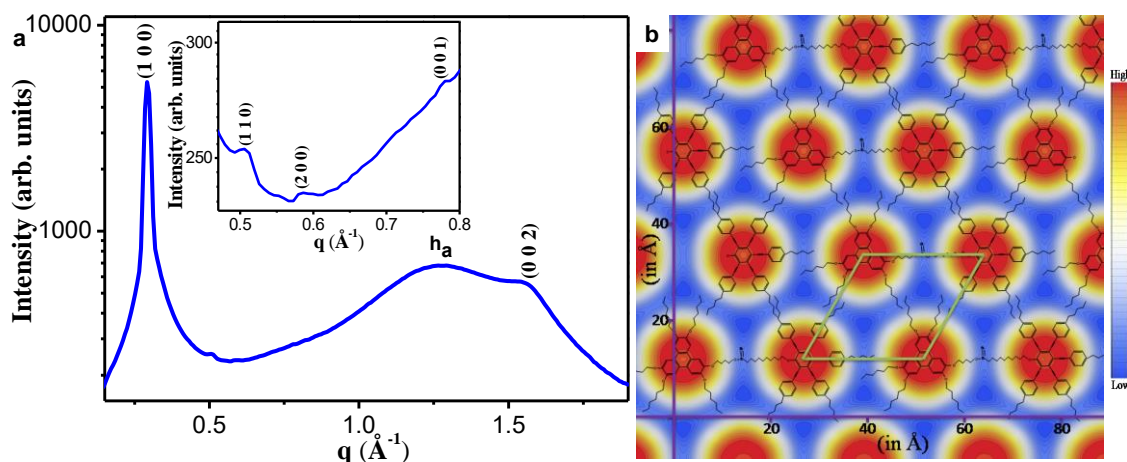 a
10000
1000
Intensity (arb. units)
(1 0 0)
300
250
Intensity (arb. units)
(1 1 0)
(2 0 0)
(0 0 1)
0.5 0.6 0.7 0.8
q (Å-1)
ha
(0 0 2)
0.5 1.0 1.5
q (Å-1)
b
60
40
20
(in Å)
20 40 60 80
(in Å)
High
Low